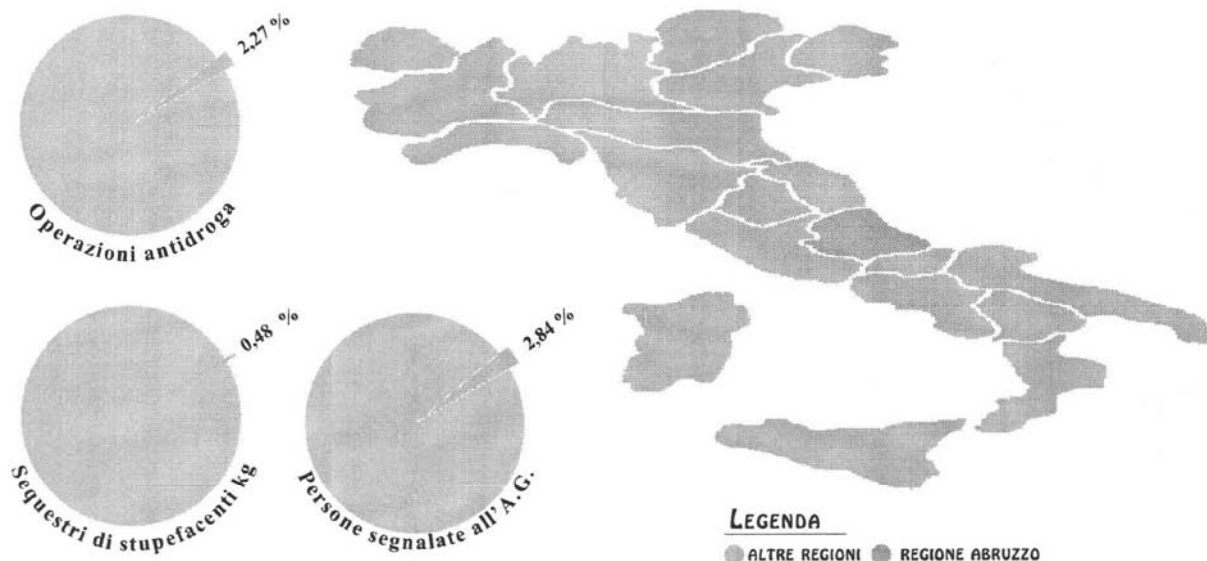 2,27 %
Operazioni antidroga
0,48 %
Sequestri di stupefacenti kg
2,84 %
Persone segnalate all'A.G.
LEGENDA
ALTRE REGIONI REGIONE ABRUZZO